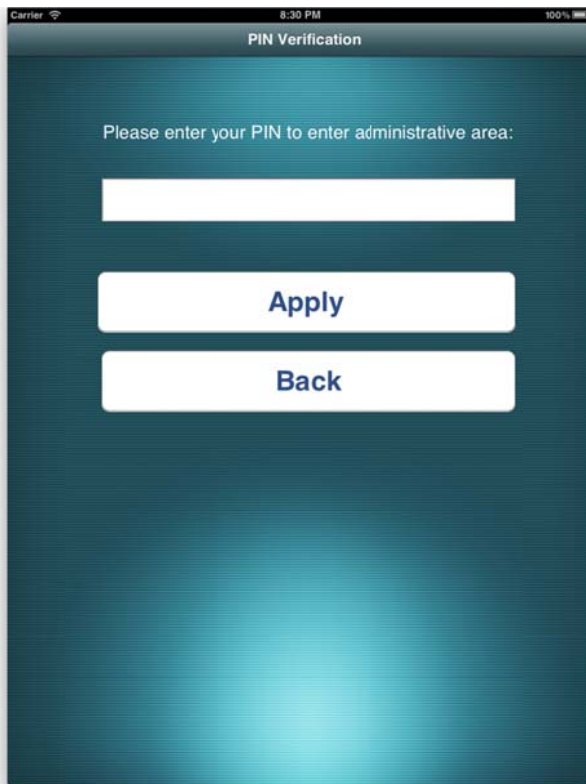 Carrier 8:30 PM 100%
PIN Verification
Please enter your PIN to enter administrative area:
Apply
Back